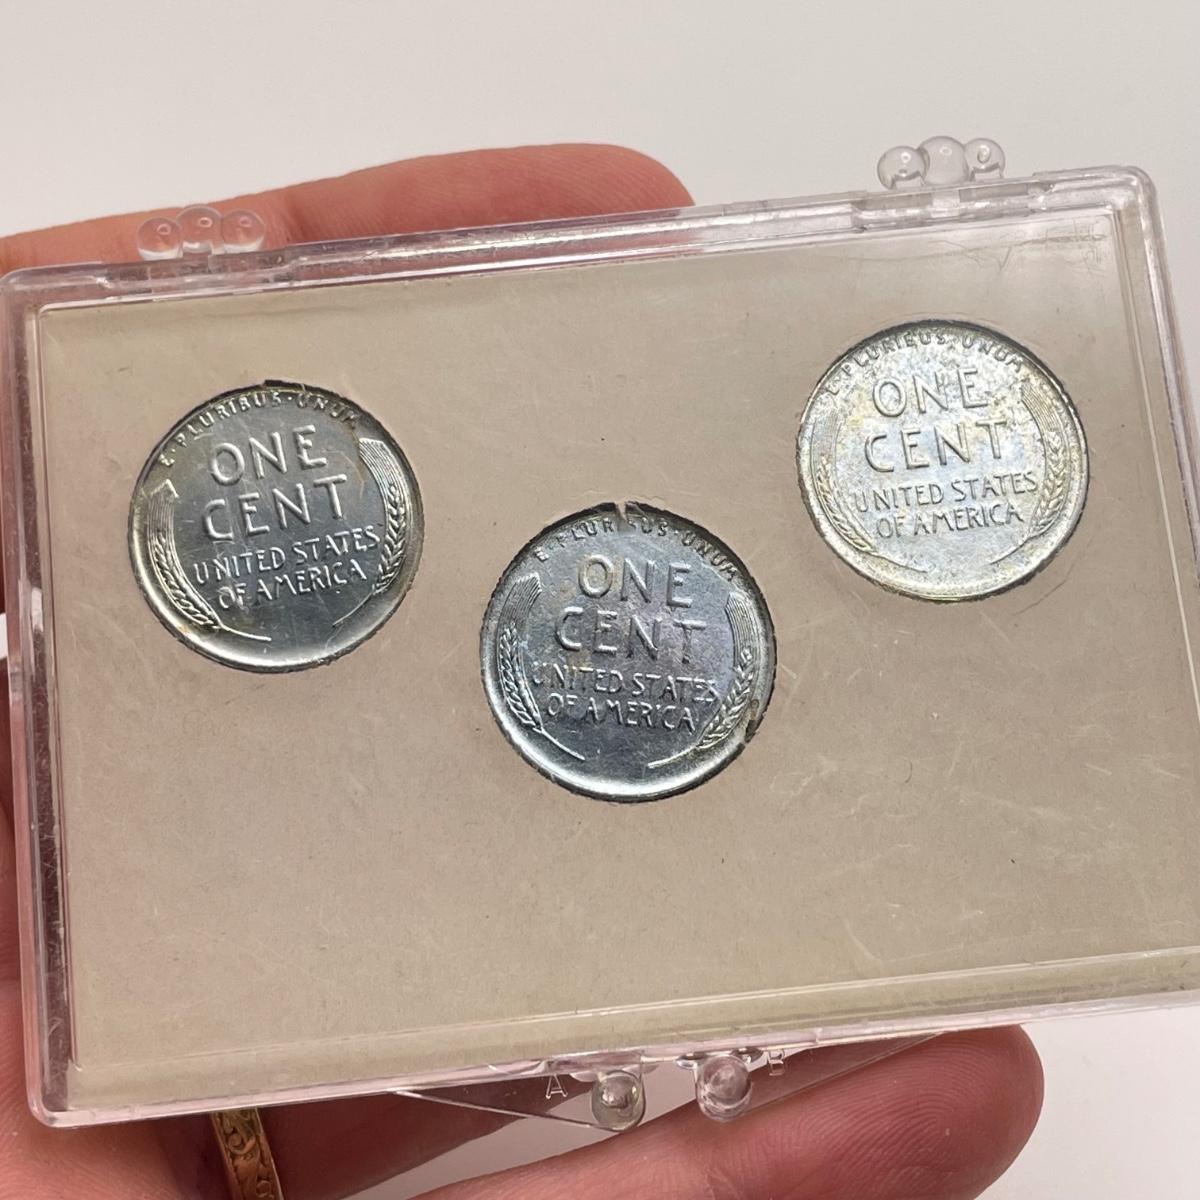 E·PLURIBUS·UNUM
ONE
CENT
UNITED STATES
OF AMERICA
E·PLURIBUS·UNUM
ONE
CENT
UNITED STATES
OF AMERICA
E·PLURIBUS·UNUM
ONE
CENT
UNITED STATES
OF AMERICA
A B